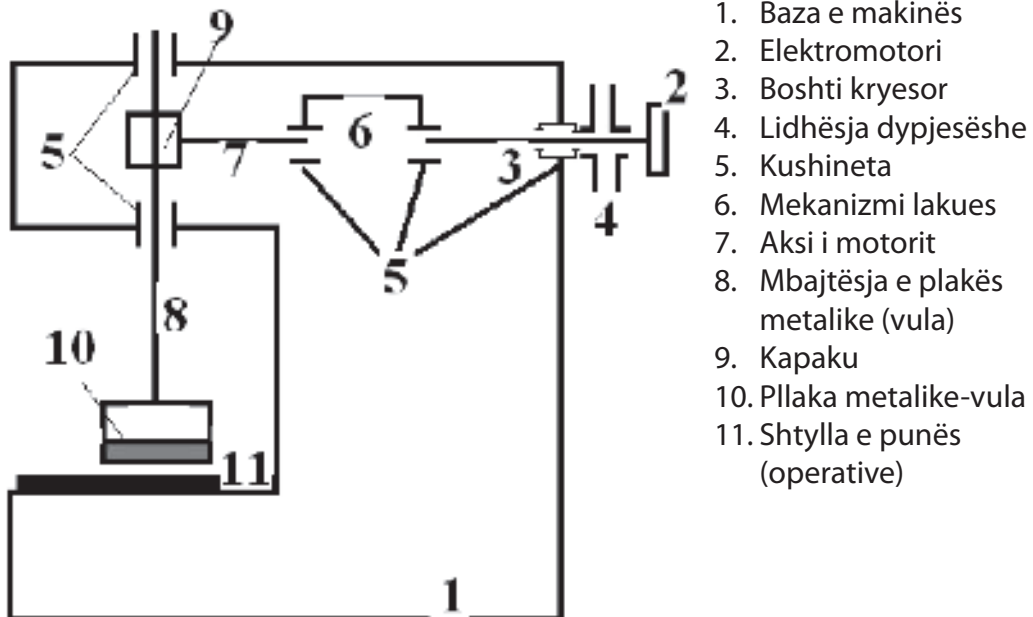 1. Baza e makinës
2. Elektromotori
3. Boshti kryesor
4. Lidhësja dypjesëshe
5. Kushineta
6. Mekanizmi lakues
7. Aksi i motorit
8. Mbajtësja e plakës
metalike (vula)
9. Kapaku
10. Pllaka metalike-vula
11. Shtylla e punës
(operative)
9
2
5
6
7
3
4
5
8
10
11
1